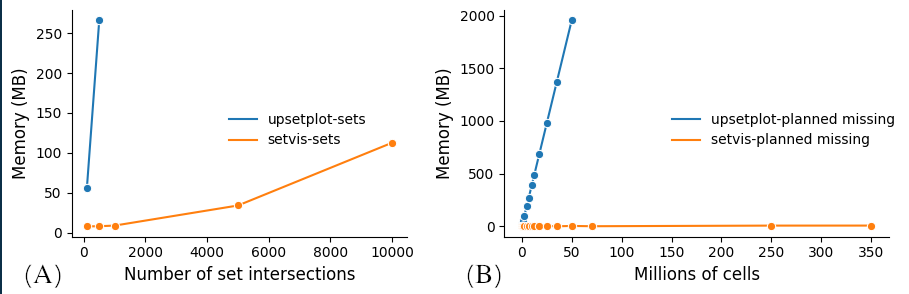 250
200
150
100
50
0
Memory (MB)
upsetplot-sets
setvis-sets
0 2000 4000 6000 8000 10000
Number of set intersections
(A)
2000
1500
1000
500
0
Memory (MB)
upsetplot-planned missing
setvis-planned missing
0 50 100 150 200 250 300 350
Millions of cells
(B)